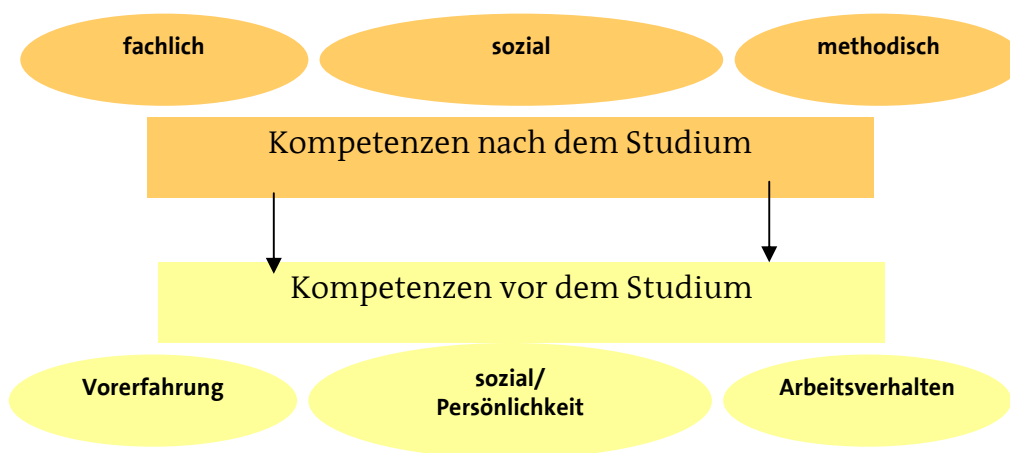 fachlich
sozial
methodisch
Kompetenzen nach dem Studium
Kompetenzen vor dem Studium
Vorerfahrung
sozial/
Persönlichkeit
Arbeitsverhalten